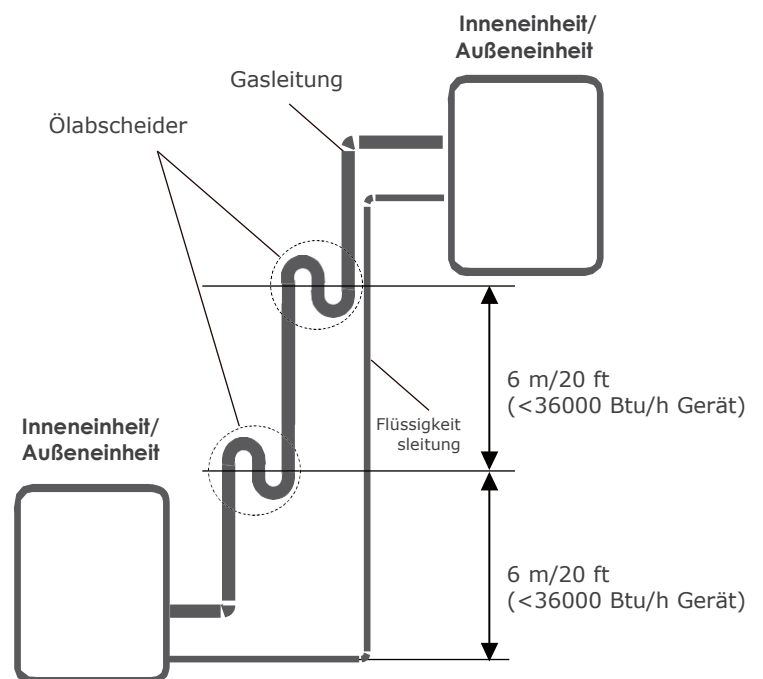 Inneneinheit/
Außeneinheit
Gasleitung
Ölabscheider
6 m/20 ft
(<36000 Btu/h Gerät)
Flüssigkeit
sleitung
Inneneinheit/
Außeneinheit
6 m/20 ft
(<36000 Btu/h Gerät)